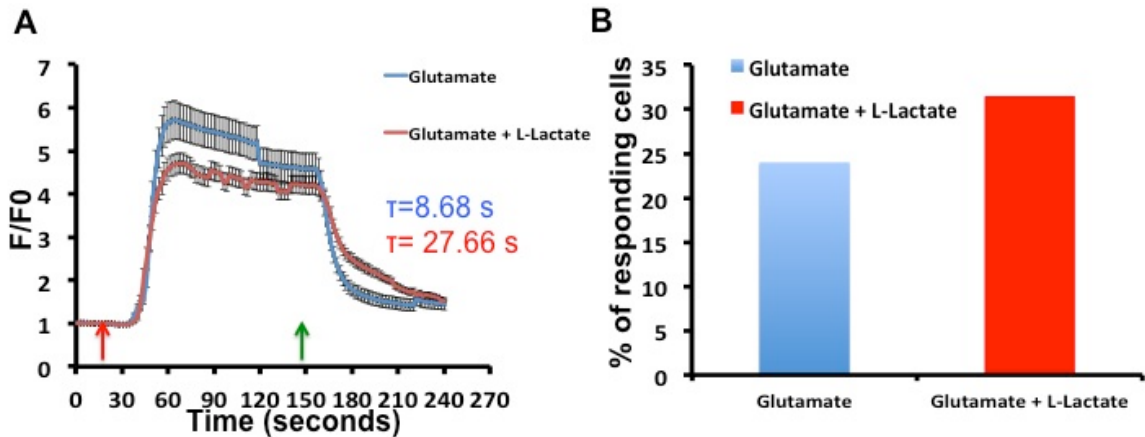 A
F/F0
7
6
5
4
3
2
1
0
Glutamate
Glutamate + L-Lactate
τ=8.68 s
τ= 27.66 s
0 30 60 90 120 150 180 210 240 270
Time (seconds)
B
% of responding cells
35
30
25
20
15
10
5
0
Glutamate
Glutamate + L-Lactate
Glutamate Glutamate + L-Lactate